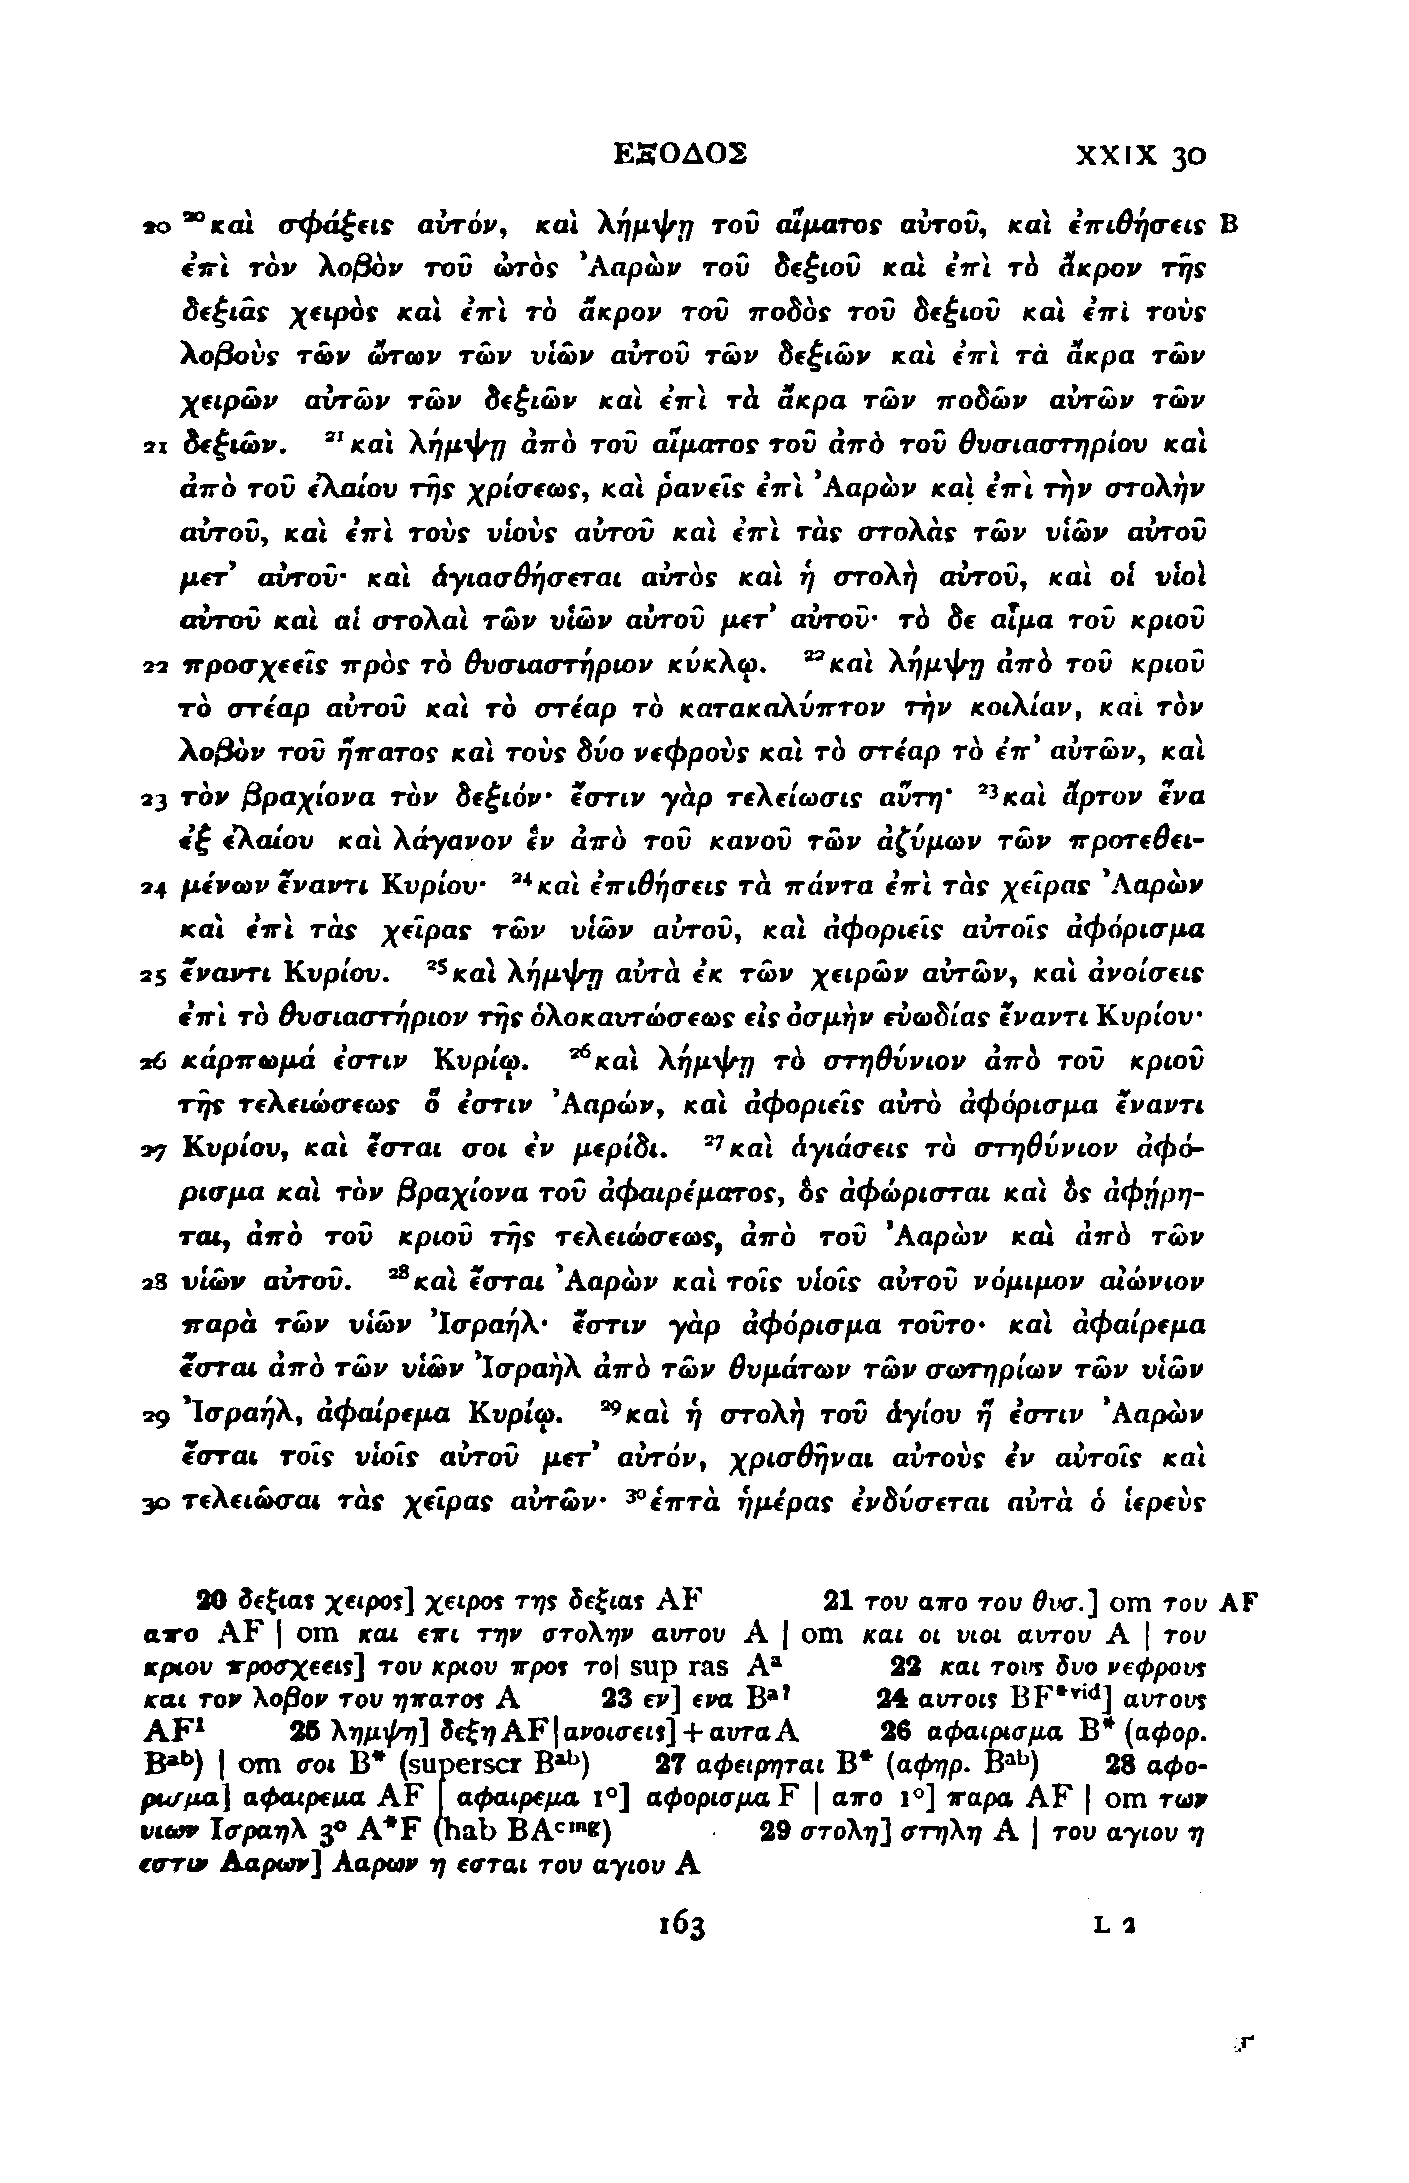 ΕΞΟΔΟΣ XXIX 30
20 ²⁰καὶ σφάξεις αὐτόν, καὶ λήμψῃ τοῦ αἵματος αὐτοῦ, καὶ ἐπιθήσεις B
ἐπὶ τὸν λοβὸν τοῦ ὠτὸς Ἀαρὼν τοῦ δεξιοῦ καὶ ἐπὶ τὸ ἄκρον τῆς
δεξιᾶς χειρὸς καὶ ἐπὶ τὸ ἄκρον τοῦ ποδὸς τοῦ δεξιοῦ καὶ ἐπὶ τοὺς
λοβοὺς τῶν ὤτων τῶν υἱῶν αὐτοῦ τῶν δεξιῶν καὶ ἐπὶ τὰ ἄκρα τῶν
χειρῶν αὐτῶν τῶν δεξιῶν καὶ ἐπὶ τὰ ἄκρα τῶν ποδῶν αὐτῶν τῶν
21 δεξιῶν. ²¹καὶ λήμψῃ ἀπὸ τοῦ αἵματος τοῦ ἀπὸ τοῦ θυσιαστηρίου καὶ
ἀπὸ τοῦ ἐλαίου τῆς χρίσεως, καὶ ῥανεῖς ἐπὶ Ἀαρὼν καὶ ἐπὶ τὴν στολὴν
αὐτοῦ, καὶ ἐπὶ τοὺς υἱοὺς αὐτοῦ καὶ ἐπὶ τὰς στολὰς τῶν υἱῶν αὐτοῦ
μετ’ αὐτοῦ· καὶ ἁγιασθήσεται αὐτὸς καὶ ἡ στολὴ αὐτοῦ, καὶ οἱ υἱοὶ
αὐτοῦ καὶ αἱ στολαὶ τῶν υἱῶν αὐτοῦ μετ’ αὐτοῦ· τὸ δὲ αἷμα τοῦ κριοῦ
22 προσχεεῖς πρὸς τὸ θυσιαστήριον κύκλῳ. ²²καὶ λήμψῃ ἀπὸ τοῦ κριοῦ
τὸ στέαρ αὐτοῦ καὶ τὸ στέαρ τὸ κατακαλύπτον τὴν κοιλίαν, καὶ τὸν
λοβὸν τοῦ ἥπατος καὶ τοὺς δύο νεφροὺς καὶ τὸ στέαρ τὸ ἐπ’ αὐτῶν, καὶ
23 τὸν βραχίονα τὸν δεξιόν· ἔστιν γὰρ τελείωσις αὕτη· ²³καὶ ἄρτον ἕνα
ἐξ ἐλαίου καὶ λάγανον ἓν ἀπὸ τοῦ κανοῦ τῶν ἀζύμων τῶν προτεθει-
24 μένων ἔναντι Κυρίου· ²⁴καὶ ἐπιθήσεις τὰ πάντα ἐπὶ τὰς χεῖρας Ἀαρὼν
καὶ ἐπὶ τὰς χεῖρας τῶν υἱῶν αὐτοῦ, καὶ ἀφοριεῖς αὐτοῖς ἀφόρισμα
25 ἔναντι Κυρίου. ²⁵καὶ λήμψῃ αὐτὰ ἐκ τῶν χειρῶν αὐτῶν, καὶ ἀνοίσεις
ἐπὶ τὸ θυσιαστήριον τῆς ὁλοκαυτώσεως εἰς ὀσμὴν εὐωδίας ἔναντι Κυρίου·
26 κάρπωμά ἐστιν Κυρίῳ. ²⁶καὶ λήμψῃ τὸ στηθύνιον ἀπὸ τοῦ κριοῦ
τῆς τελειώσεως ὅ ἐστιν Ἀαρών, καὶ ἀφοριεῖς αὐτὸ ἀφόρισμα ἔναντι
27 Κυρίου, καὶ ἔσται σοι ἐν μερίδι. ²⁷καὶ ἁγιάσεις τὸ στηθύνιον ἀφό-
ρισμα καὶ τὸν βραχίονα τοῦ ἀφαιρέματος, ὃς ἀφώρισται καὶ ὃς ἀφῄρη-
ται, ἀπὸ τοῦ κριοῦ τῆς τελειώσεως, ἀπὸ τοῦ Ἀαρὼν καὶ ἀπὸ τῶν
28 υἱῶν αὐτοῦ. ²⁸καὶ ἔσται Ἀαρὼν καὶ τοῖς υἱοῖς αὐτοῦ νόμιμον αἰώνιον
παρὰ τῶν υἱῶν Ἰσραήλ· ἔστιν γὰρ ἀφόρισμα τοῦτο· καὶ ἀφαίρεμα
ἔσται ἀπὸ τῶν υἱῶν Ἰσραὴλ ἀπὸ τῶν θυμάτων τῶν σωτηρίων τῶν υἱῶν
29 Ἰσραήλ, ἀφαίρεμα Κυρίῳ. ²⁹καὶ ἡ στολὴ τοῦ ἁγίου ἥ ἐστιν Ἀαρὼν
ἔσται τοῖς υἱοῖς αὐτοῦ μετ’ αὐτόν, χρισθῆναι αὐτοὺς ἐν αὐτοῖς καὶ
30 τελειῶσαι τὰς χεῖρας αὐτῶν· ³⁰ἑπτὰ ἡμέρας ἐνδύσεται αὐτὰ ὁ ἱερεὺς
20 δεξιας χειρος] χειρος της δεξιας AF 21 του απο του θυσ.] om του AF
απο AF | om και επι την στολην αυτου A | om και οι υιοι αυτου A | του
κριου προσχεεις] του κριου προς το| sup ras Aᵃ 22 και τους δυο νεφρους
και τον λοβον του ηπατος A 23 εν] ενα Bᵃ? 24 αυτοις BF*ᵛⁱᵈ] αυτους
AF¹ 25 λημψη] δεξη AF | ανοισεις] + αυτα A 26 αφαιρισμα B* (αφορ.
Bᵃᵇ) | om σοι B* (superscr Bᵃᵇ) 27 αφειρηται B* (αφηρ. Bᵃᵇ) 28 αφο-
ρισμα] αφαιρεμα AF | αφαιρεμα 1°] αφορισμα F | απο 1°] παρα AF | om των
υιων Ισραηλ 3° A*F (hab BAᶜᵐᵍ) 29 στολη] στηλη A | του αγιου η
εστιν Ααρων] Ααρων η εσται του αγιου A
163 L 2